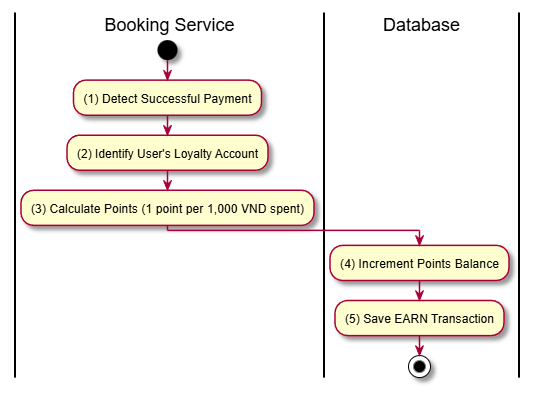 Booking Service
Database
(1) Detect Successful Payment
(2) Identify User's Loyalty Account
(3) Calculate Points (1 point per 1,000 VND spent)
(4) Increment Points Balance
(5) Save EARN Transaction